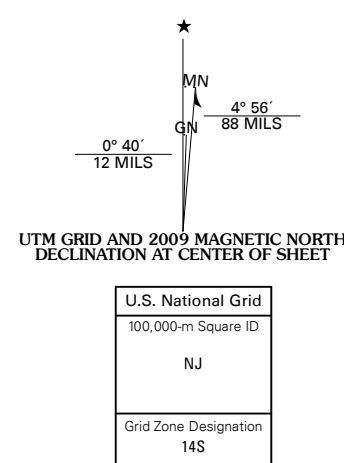 ★
MN
4° 56´
88 MILS
GN
0° 40´
12 MILS
UTM GRID AND 2009 MAGNETIC NORTH
DECLINATION AT CENTER OF SHEET
U.S. National Grid
100,000-m Square ID
NJ
Grid Zone Designation
14S